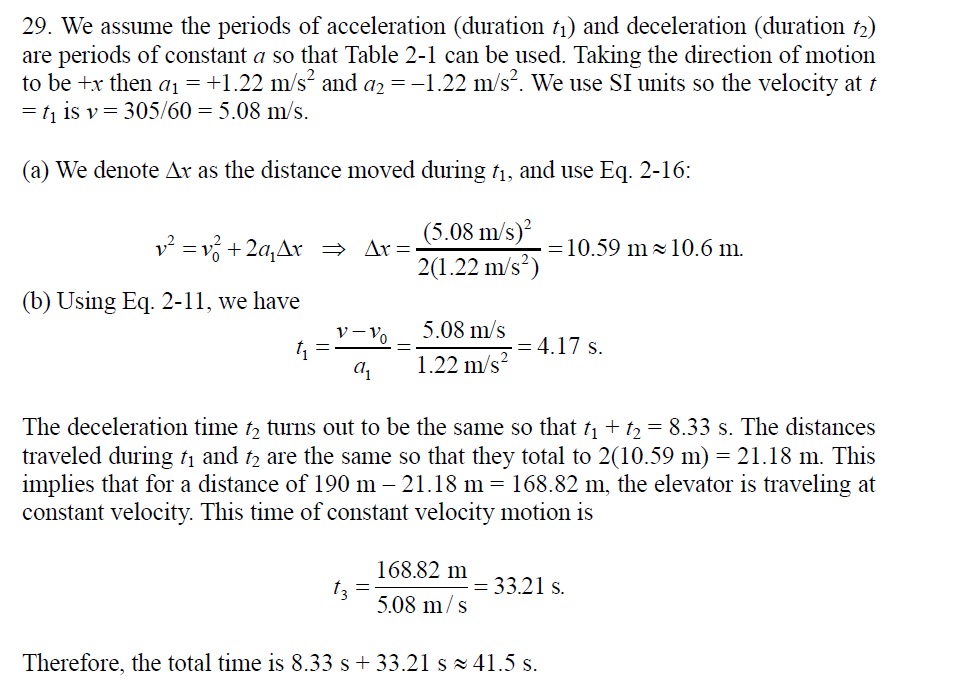 29. We assume the periods of acceleration (duration t₁) and deceleration (duration t₂)
are periods of constant a so that Table 2-1 can be used. Taking the direction of motion
to be +x then a₁ = +1.22 m/s² and a₂ = −1.22 m/s². We use SI units so the velocity at t
= t₁ is v = 305/60 = 5.08 m/s.
(a) We denote Δx as the distance moved during t₁, and use Eq. 2-16:
v² = v₀² + 2a₁Δx ⇒ Δx = (5.08 m/s)² / 2(1.22 m/s²) = 10.59 m ≈ 10.6 m.
(b) Using Eq. 2-11, we have
t₁ = (v − v₀) / a₁ = 5.08 m/s / 1.22 m/s² = 4.17 s.
The deceleration time t₂ turns out to be the same so that t₁ + t₂ = 8.33 s. The distances
traveled during t₁ and t₂ are the same so that they total to 2(10.59 m) = 21.18 m. This
implies that for a distance of 190 m – 21.18 m = 168.82 m, the elevator is traveling at
constant velocity. This time of constant velocity motion is
t₃ = 168.82 m / 5.08 m / s = 33.21 s.
Therefore, the total time is 8.33 s + 33.21 s ≈ 41.5 s.